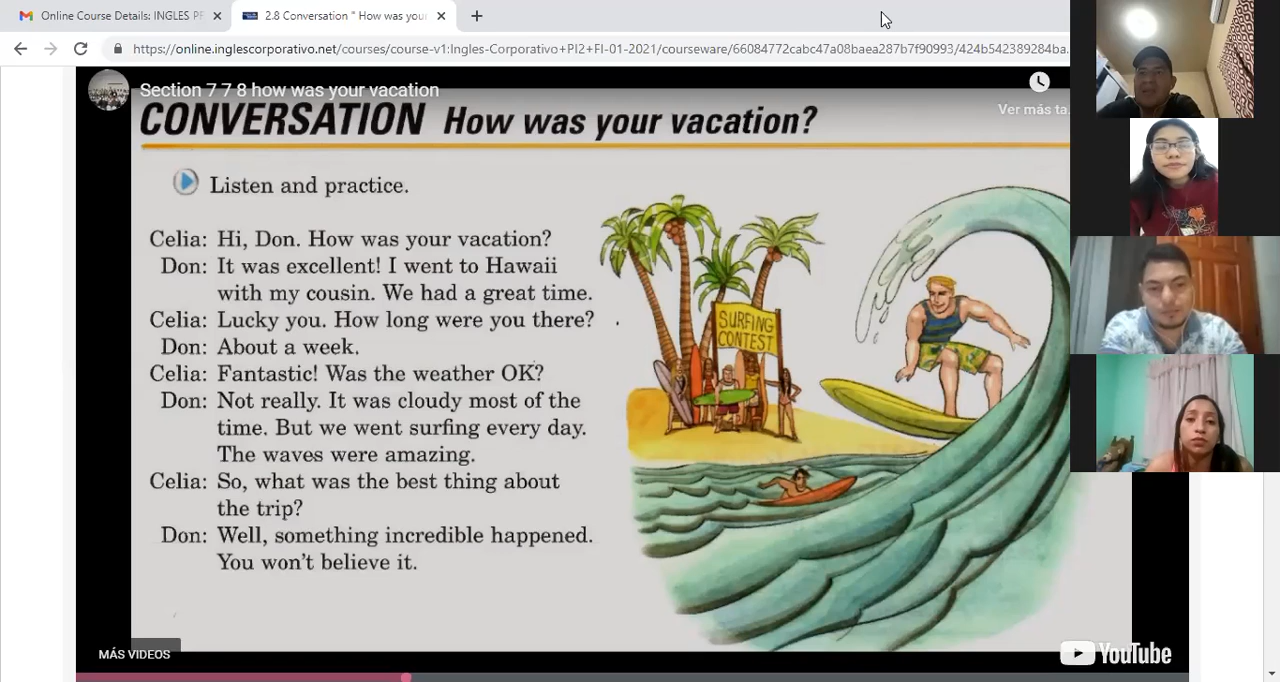 Online Course Details: INGLES PF
2.8 Conversation " How was your
https://online.inglescorporativo.net/courses/course-v1:Ingles-Corporativo+PI2+FI-01-2021/courseware/66084772cabc47a08baea287b7f90993/424b542389284ba.
Section 7 7 8 how was your vacation
Ver más ta
CONVERSATION How was your vacation?
Listen and practice.
Celia: Hi, Don. How was your vacation?
Don: It was excellent! I went to Hawaii
with my cousin. We had a great time.
Celia: Lucky you. How long were you there?
Don: About a week.
Celia: Fantastic! Was the weather OK?
Don: Not really. It was cloudy most of the
time. But we went surfing every day.
The waves were amazing.
Celia: So, what was the best thing about
the trip?
Don: Well, something incredible happened.
You won't believe it.
SURFING
CONTEST
MÁS VIDEOS
YouTube